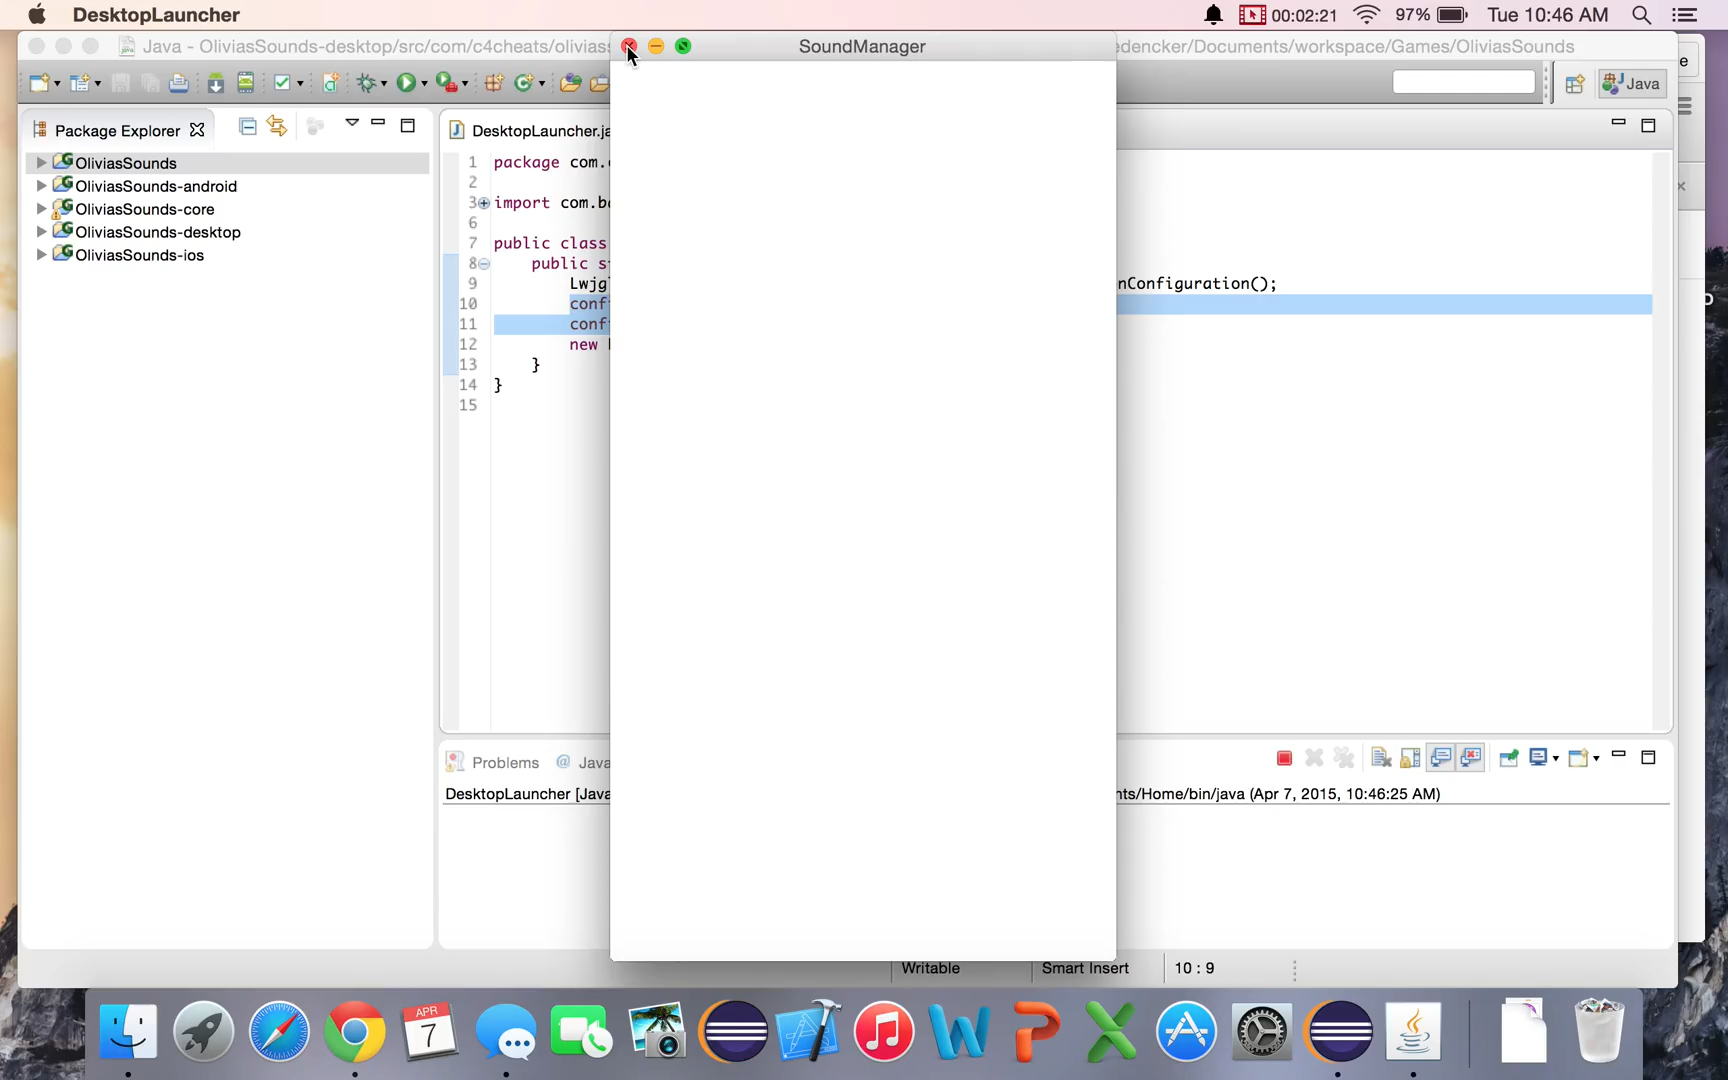 DesktopLauncher
00:02:21
97%
Tue 10:46 AM
Java - OliviasSounds-desktop/src/com/c4cheats/olivias
SoundManager
edencker/Documents/workspace/Games/OliviasSounds
e
Java
Package Explorer
OliviasSounds
OliviasSounds-android
OliviasSounds-core
OliviasSounds-desktop
OliviasSounds-ios
DesktopLauncher.ja
1 package com.
2
3 import com.b
6
7 public class
8 public s
9 Lwjg nConfiguration();
10 conf
11 conf
12 new
13 }
14 }
15
Problems @ Java
DesktopLauncher [Java nts/Home/bin/java (Apr 7, 2015, 10:46:25 AM)
Writable
Smart Insert
10 : 9
APR
7